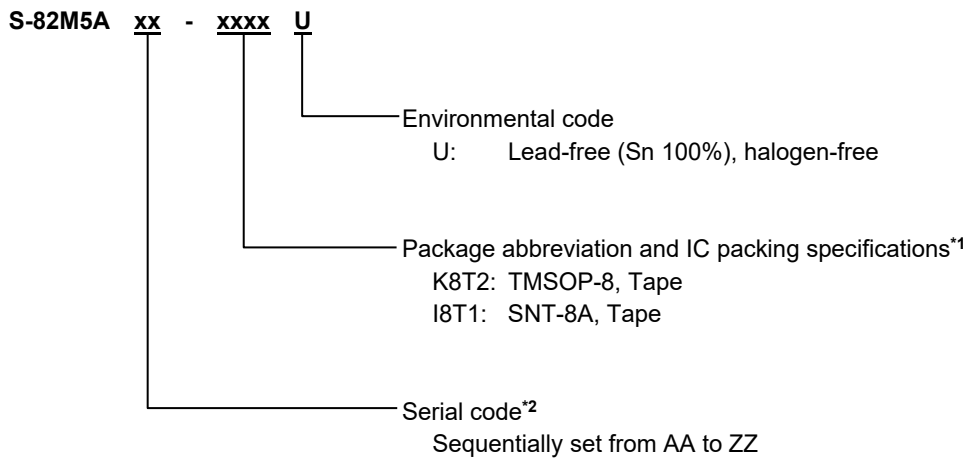 S-82M5A xx - xxxx U
Environmental code
U: Lead-free (Sn 100%), halogen-free
Package abbreviation and IC packing specifications*1
K8T2: TMSOP-8, Tape
I8T1: SNT-8A, Tape
Serial code*2
Sequentially set from AA to ZZ